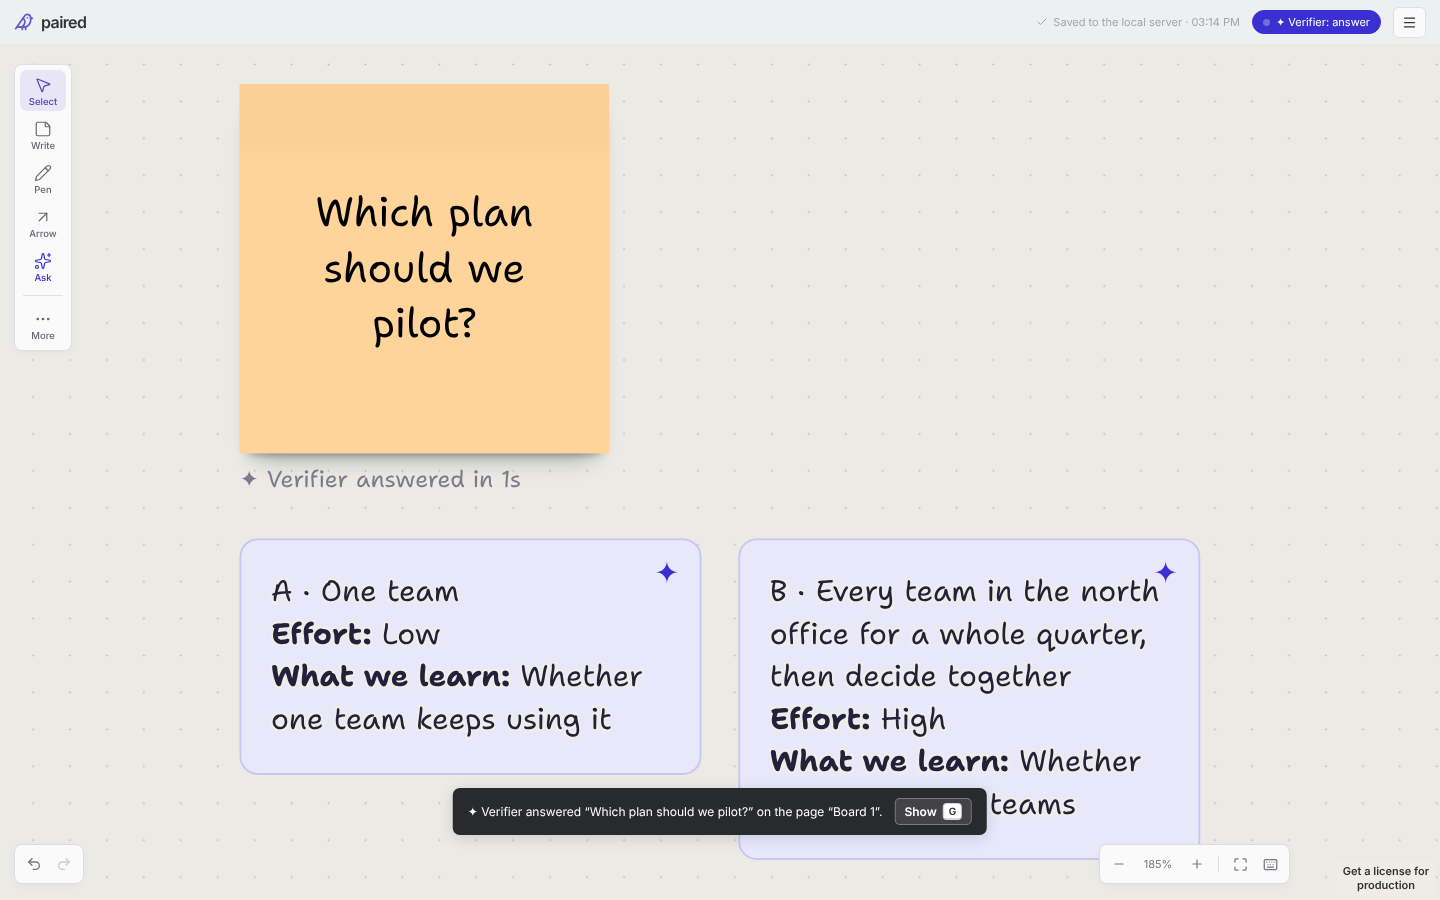 paired
Saved to the local server · 03:14 PM
✦ Verifier: answer
Select
Write
Pen
Arrow
Ask
More
Which plan
should we
pilot?
✦ Verifier answered in 1s
A · One team
Effort: Low
What we learn: Whether
one team keeps using it
B · Every team in the north
office for a whole quarter,
then decide together
Effort: High
What we learn: Whether
teams
✦ Verifier answered “Which plan should we pilot?” on the page “Board 1”.
Show G
185%
Get a license for
production